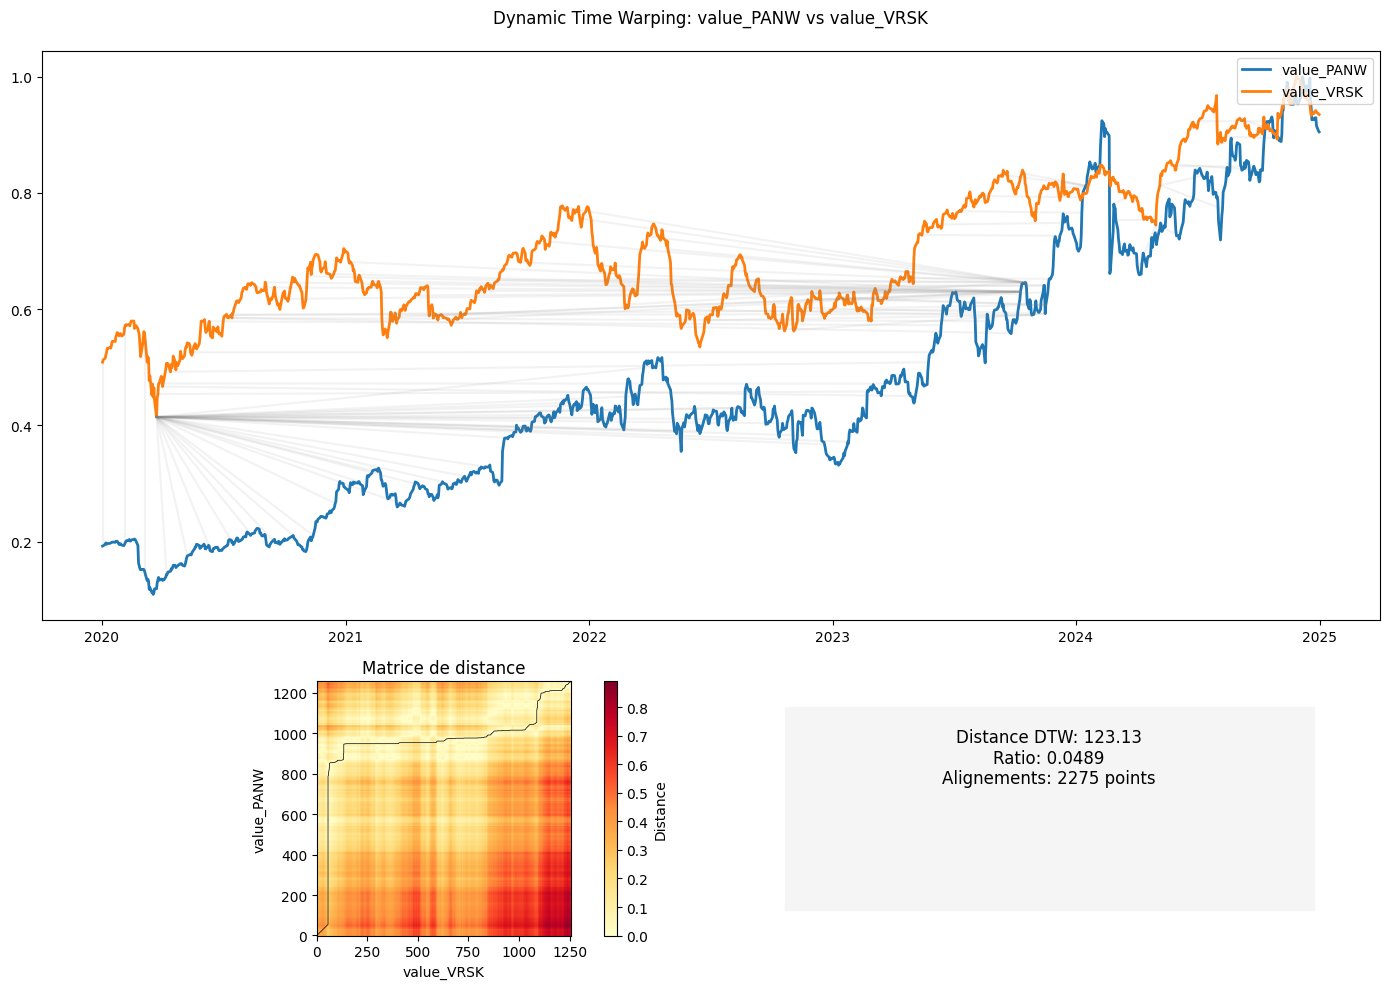 Dynamic Time Warping: value_PANW vs value_VRSK
value_PANW
value_VRSK
1.0
0.8
0.6
0.4
0.2
2020 2021 2022 2023 2024 2025
Matrice de distance
value_PANW
1200
1000
800
600
400
200
0
0 250 500 750 1000 1250
value_VRSK
0.8
0.7
0.6
0.5
0.4
0.3
0.2
0.1
0.0
Distance
Distance DTW: 123.13
Ratio: 0.0489
Alignements: 2275 points